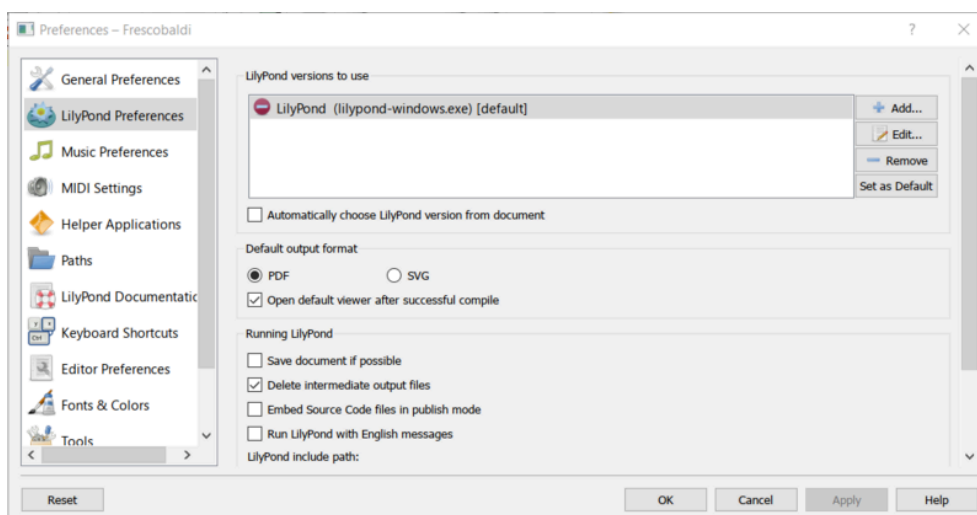 Preferences – Frescobaldi
General Preferences
LilyPond Preferences
Music Preferences
MIDI Settings
Helper Applications
Paths
LilyPond Documentatic
Keyboard Shortcuts
Editor Preferences
Fonts & Colors
Tools
LilyPond versions to use
LilyPond (lilypond-windows.exe) [default]
Add...
Edit...
Remove
Set as Default
Automatically choose LilyPond version from document
Default output format
PDF SVG
Open default viewer after successful compile
Running LilyPond
Save document if possible
Delete intermediate output files
Embed Source Code files in publish mode
Run LilyPond with English messages
LilyPond include path:
Reset OK Cancel Apply Help